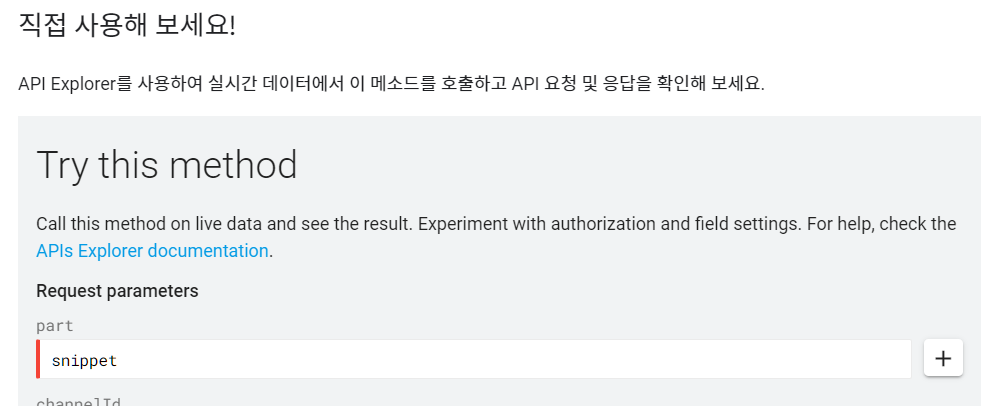 직접 사용해 보세요!
API Explorer를 사용하여 실시간 데이터에서 이 메소드를 호출하고 API 요청 및 응답을 확인해 보세요.
Try this method
Call this method on live data and see the result. Experiment with authorization and field settings. For help, check the
APIs Explorer documentation.
Request parameters
part
snippet
+
channelId